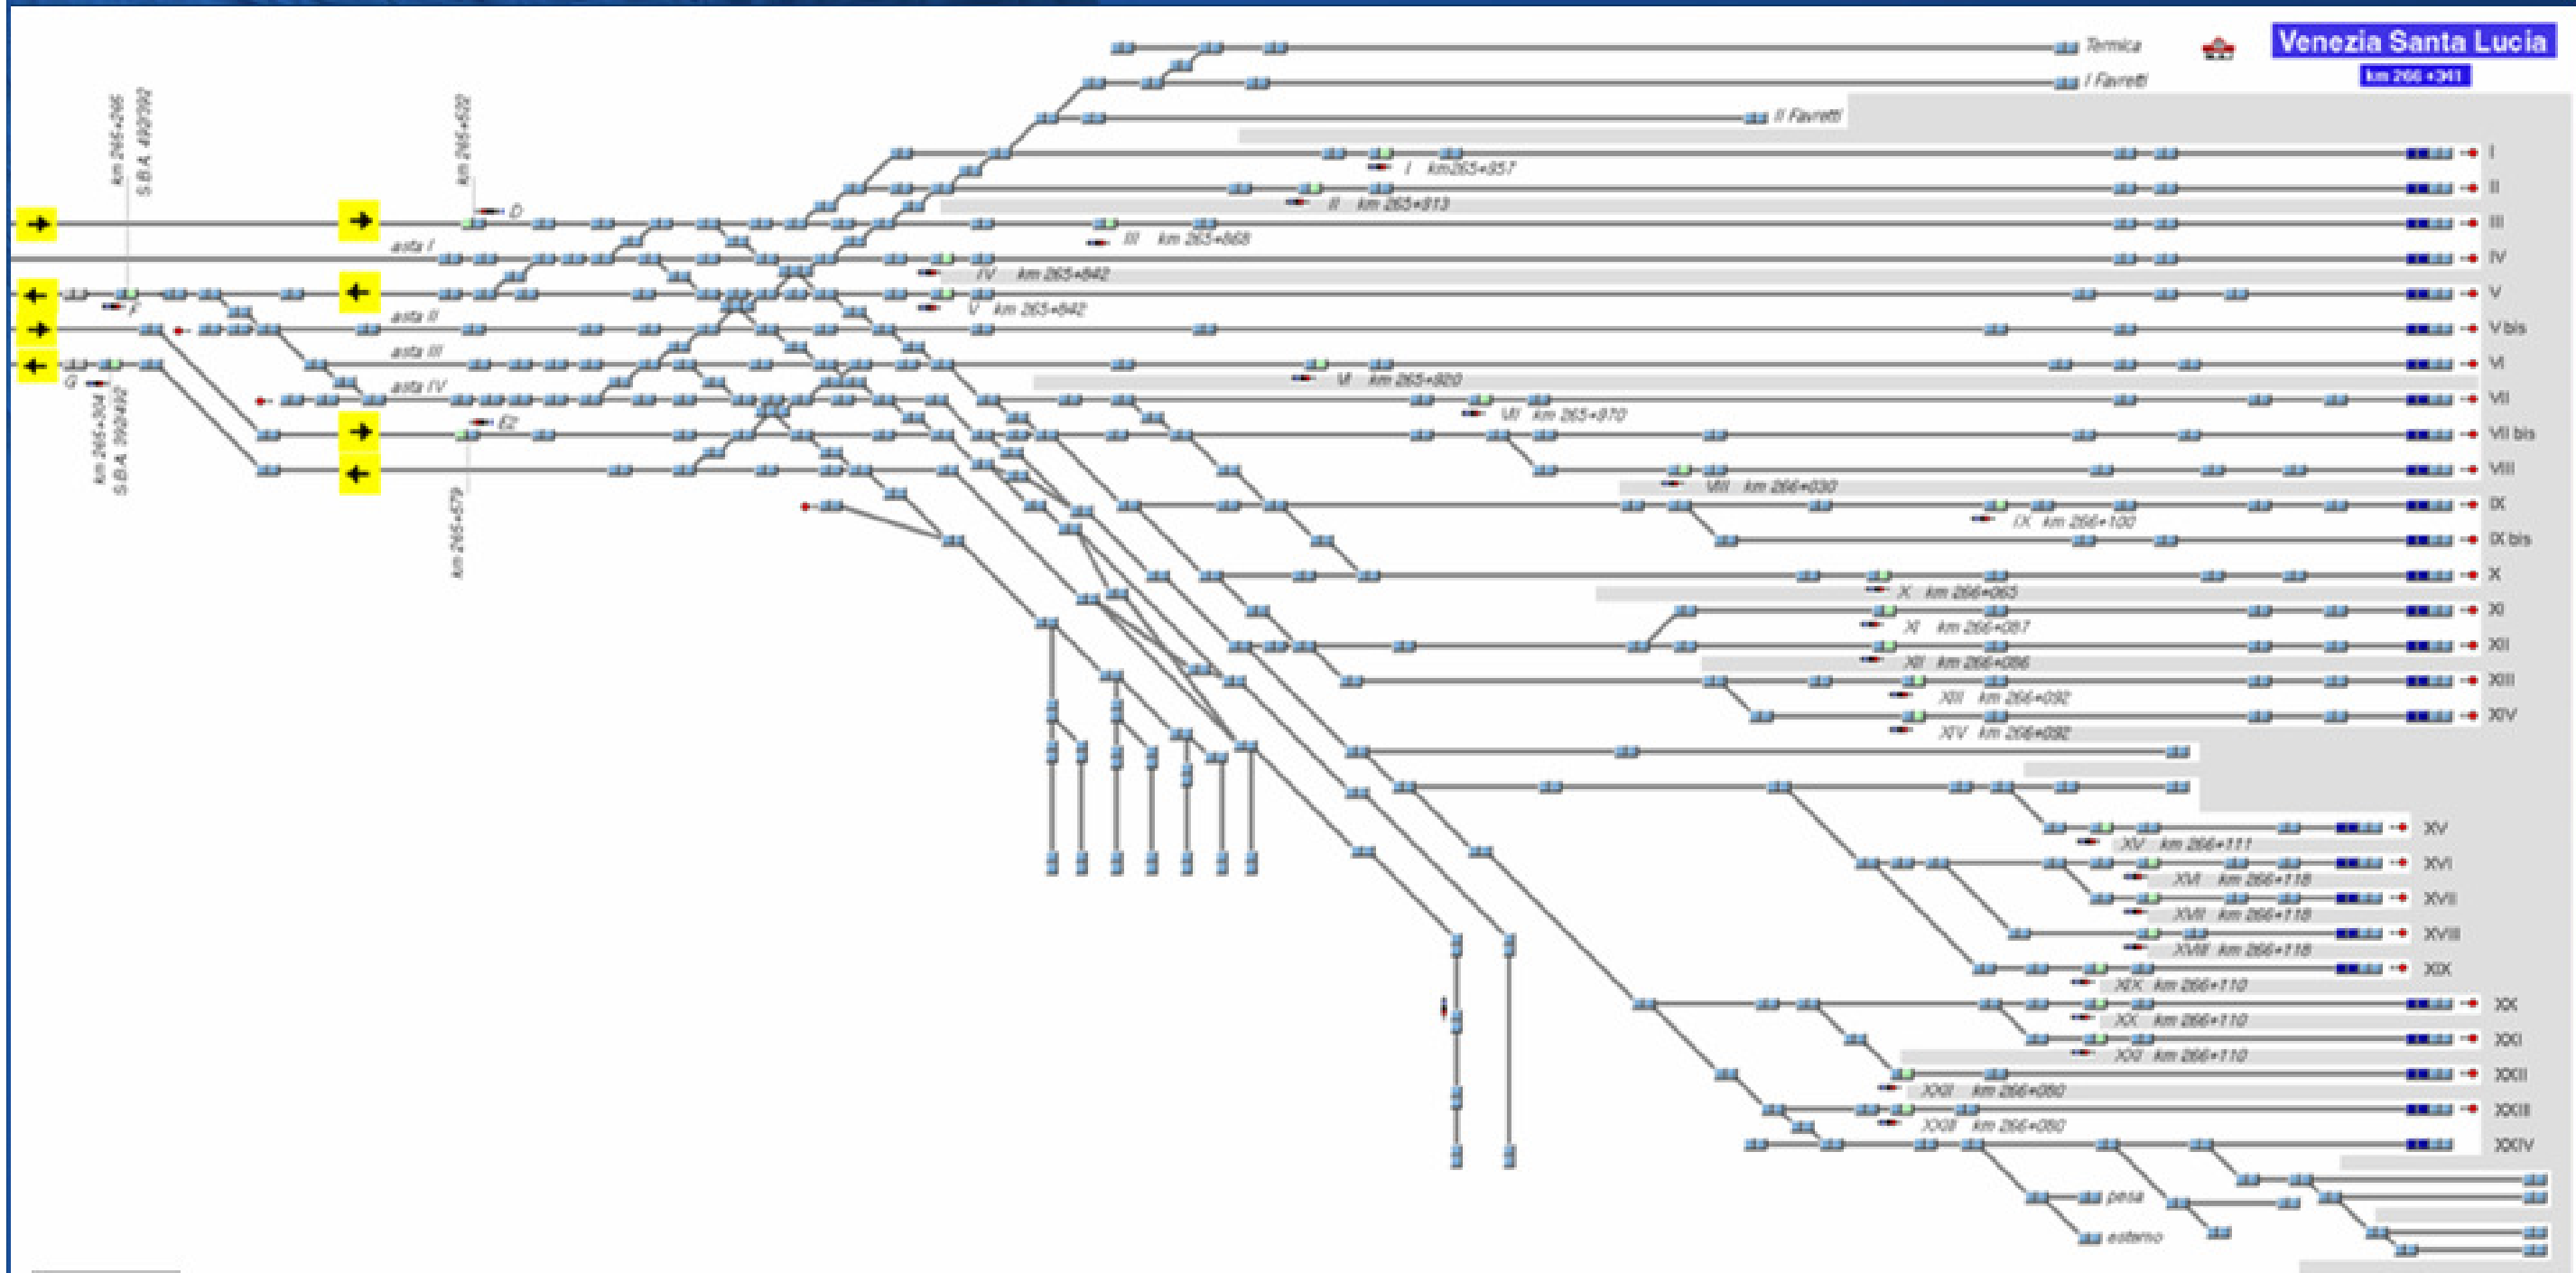 Termica
Venezia Santa Lucia
km 266+341
I Favretti
II Favretti
km 265+265
S.B.A. 490/392
km 265+522
I
I km265+957
II
II km 265+913
D
III
III km 265+868
asta I
IV
IV km 265+842
F
V
V km 265+842
asta II
V bis
asta III
VI
G
VI km 265+920
asta IV
VII
VII km 265+970
E2
VII bis
km 265+304
S.B.A. 392/492
km 265+579
VIII
VIII km 266+030
IX
IX km 266+100
IX bis
X
X km 266+065
XI
XI km 266+087
XII
XII km 266+086
XIII
XIII km 266+092
XIV
XIV km 266+092
XV
XV km 266+111
XVI
XVI km 266+118
XVII
XVII km 266+118
XVIII
XVIII km 266+118
XIX
XIX km 266+110
XX
XX km 266+110
XXI
XXI km 266+110
XXII
XXII km 266+080
XXIII
XXIII km 266+080
XXIV
pesa
esterno